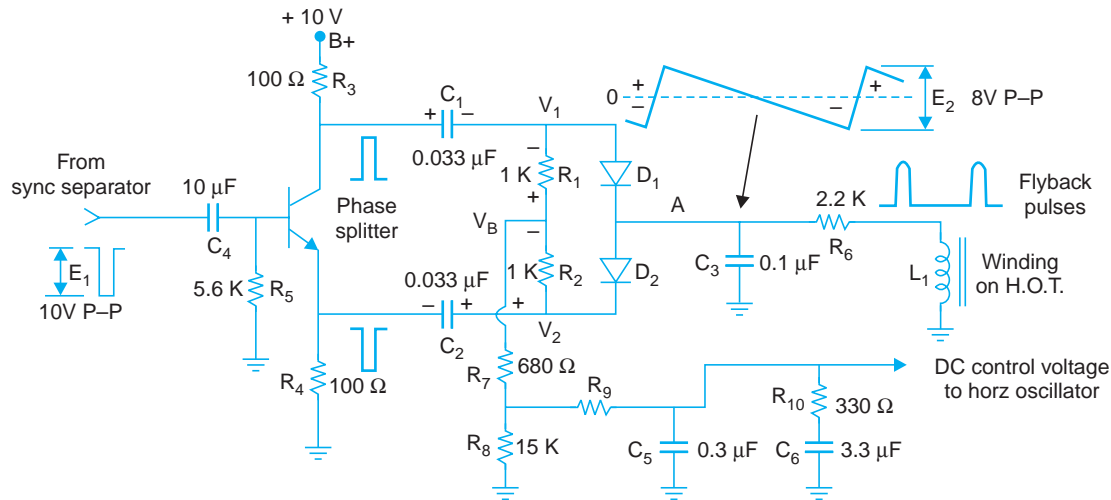 + 10 V
B+
100 Ω
R3
C1
+ –
0.033 μF
V1
0
+
–
–
+
E2
8V P–P
From
sync separator
10 μF
C4
Phase
splitter
–
1 K
R1
+
D1
VB
–
A
2.2 K
R6
Flyback
pulses
E1
10V P–P
5.6 K
R5
0.033 μF
– +
C2
1 K
R2
+
V2
D2
C3
0.1 μF
L1
Winding
on H.O.T.
R4
100 Ω
R7
680 Ω
R9
DC control voltage
to horz oscillator
R10
330 Ω
R8
15 K
C5
0.3 μF
C6
3.3 μF